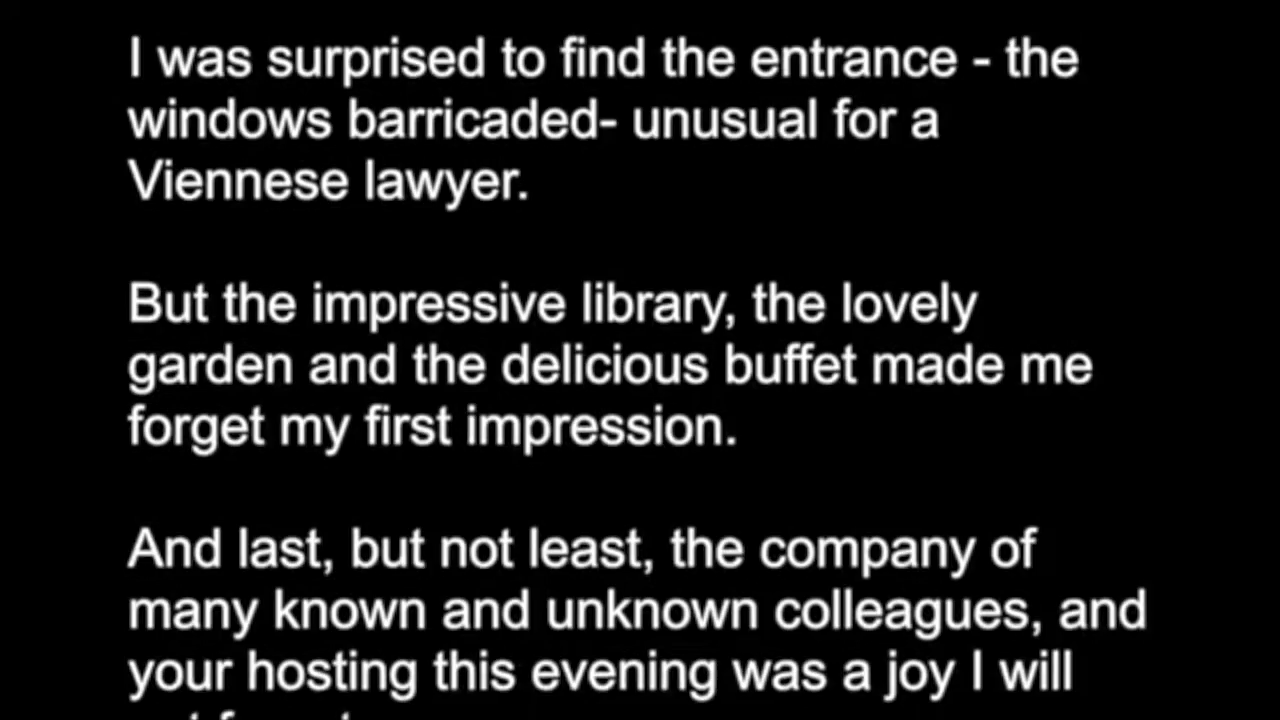 I was surprised to find the entrance - the
windows barricaded- unusual for a
Viennese lawyer.
But the impressive library, the lovely
garden and the delicious buffet made me
forget my first impression.
And last, but not least, the company of
many known and unknown colleagues, and
your hosting this evening was a joy I will